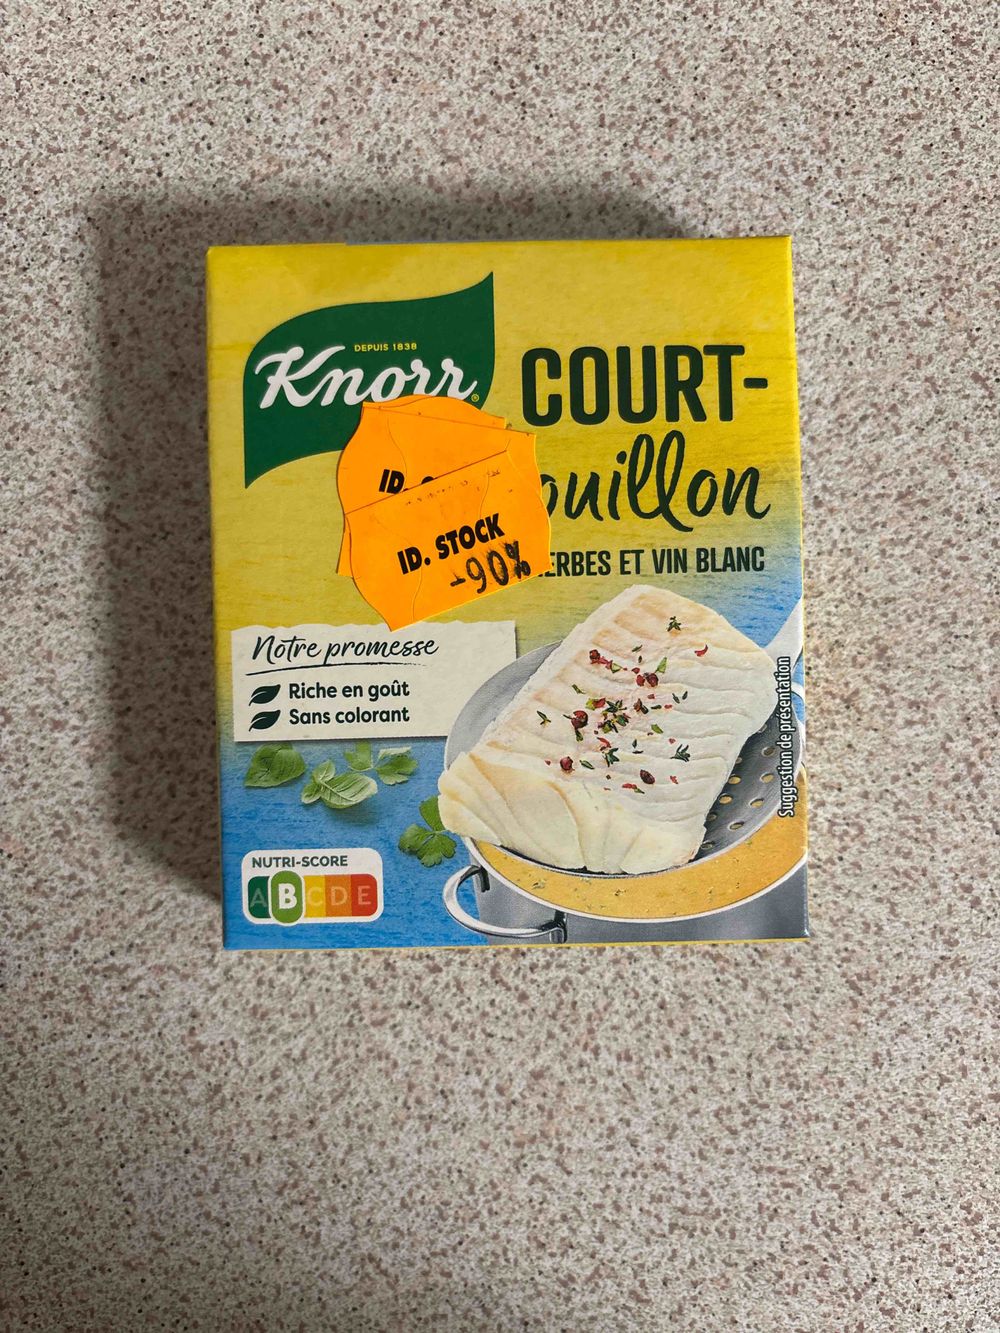 DEPUIS 1838
Knorr
COURT-
ouillon
ERBES ET VIN BLANC
ID.
ID. STOCK
-90%
Notre promesse
Riche en goût
Sans colorant
Suggestion de présentation
NUTRI-SCORE
A B C D E